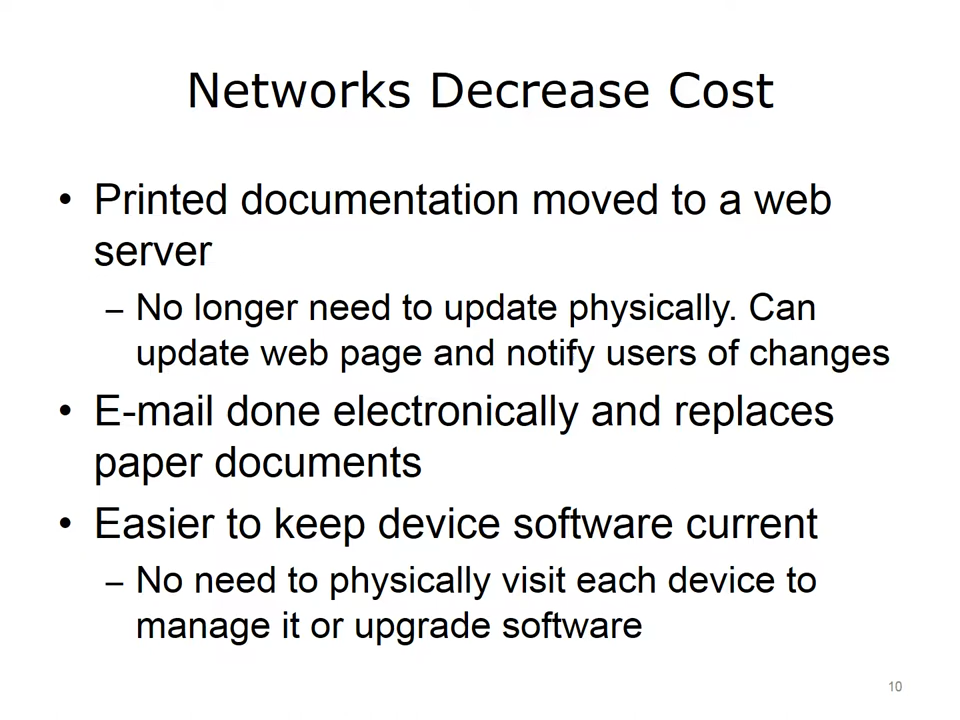 Networks Decrease Cost
• Printed documentation moved to a web
server
– No longer need to update physically. Can
update web page and notify users of changes
• E-mail done electronically and replaces
paper documents
• Easier to keep device software current
– No need to physically visit each device to
manage it or upgrade software
10